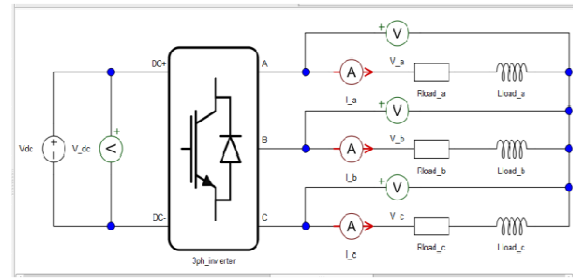 DC+
A
V
A
V_a
I_a
Rload_a
Lload_a
Vdc
V_dc
V
B
V
A
V_b
I_b
Rload_b
Lload_b
V
DC-
C
A
V_c
I_c
Rload_c
Lload_c
3ph_inverter